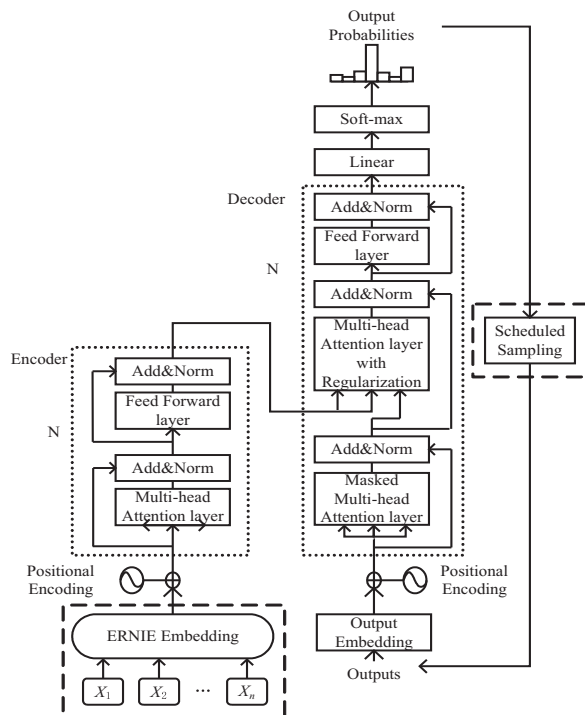 Output
Probabilities
Soft-max
Linear
Decoder
Add&Norm
Feed Forward
layer
N
Add&Norm
Multi-head
Attention layer
with
Regularization
Scheduled
Sampling
Encoder
Add&Norm
Feed Forward
layer
N
Add&Norm
Multi-head
Attention layer
Add&Norm
Masked
Multi-head
Attention layer
Positional
Encoding
Positional
Encoding
ERNIE Embedding
X1 X2 ... Xn
Output
Embedding
Outputs